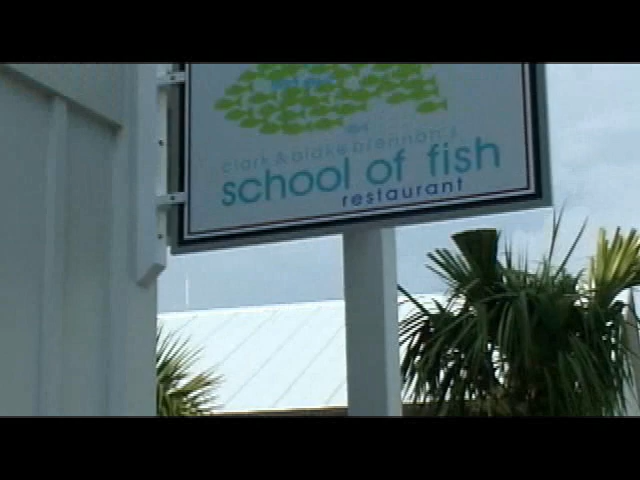 clark & blake brennan's
school of fish
restaurant